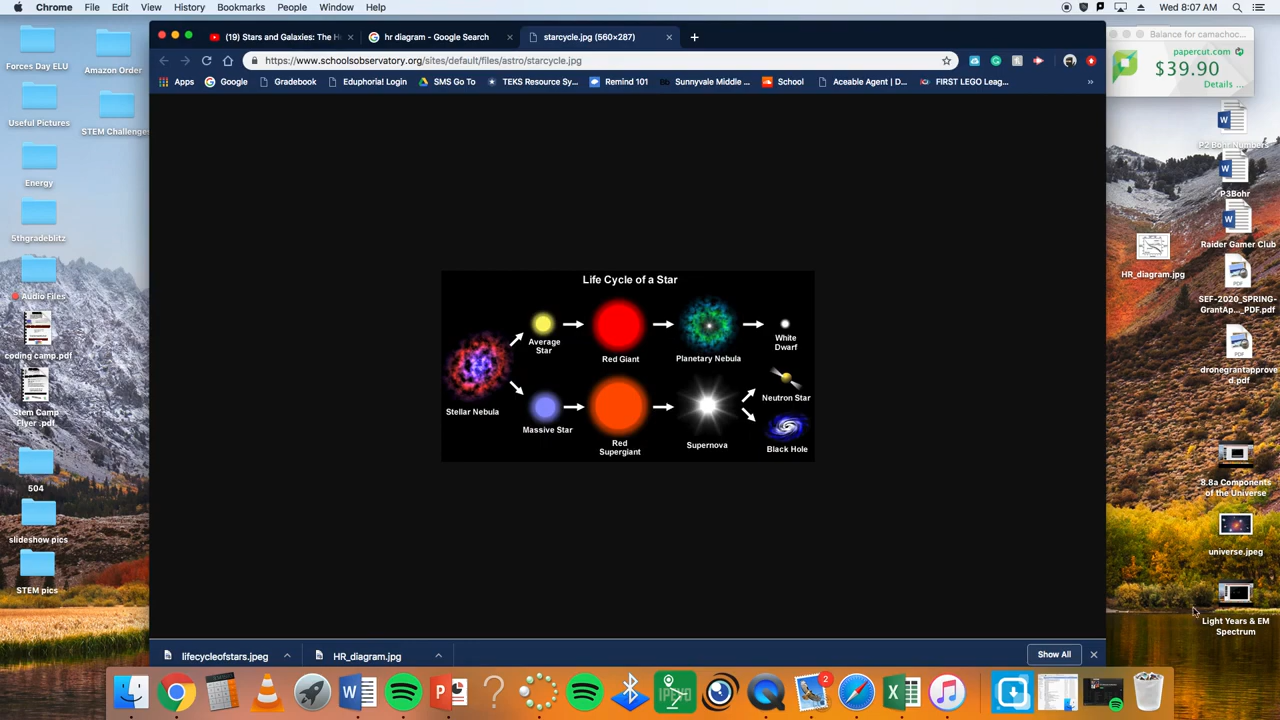 Chrome File Edit View History Bookmarks People Window Help
Wed 8:07 AM
(19) Stars and Galaxies: The H
hr diagram - Google Search
starcycle.jpg (560×287)
https://www.schoolsobservatory.org/sites/default/files/astro/starcycle.jpg
Apps Google Gradebook Eduphoria! Login SMS Go To TEKS Resource Sy... Remind 101 Sunnyvale Middle ... School Aceable Agent | D... FIRST LEGO Leag... »
Balance for camachoc...
papercut.com
$39.90
Details ...
Forces Day ELU
Amazon Order
Useful Pictures
STEM Challenges
Energy
5thgradeblitz
Audio Files
coding camp.pdf
Stem Camp
Flyer .pdf
504
slideshow pics
STEM pics
Life Cycle of a Star
Average
Star
Red Giant
Planetary Nebula
White
Dwarf
Stellar Nebula
Massive Star
Red
Supergiant
Supernova
Neutron Star
Black Hole
P2 Bohr Numbers
P3Bohr
Raider Gamer Club
HR_diagram.jpg
SEF-2020_SPRING-
GrantAp..._PDF.pdf
dronegrantapprove
d.pdf
8.8a Components
of the Universe
universe.jpeg
Light Years & EM
Spectrum
lifecycleofstars.jpeg
HR_diagram.jpg
Show All
2